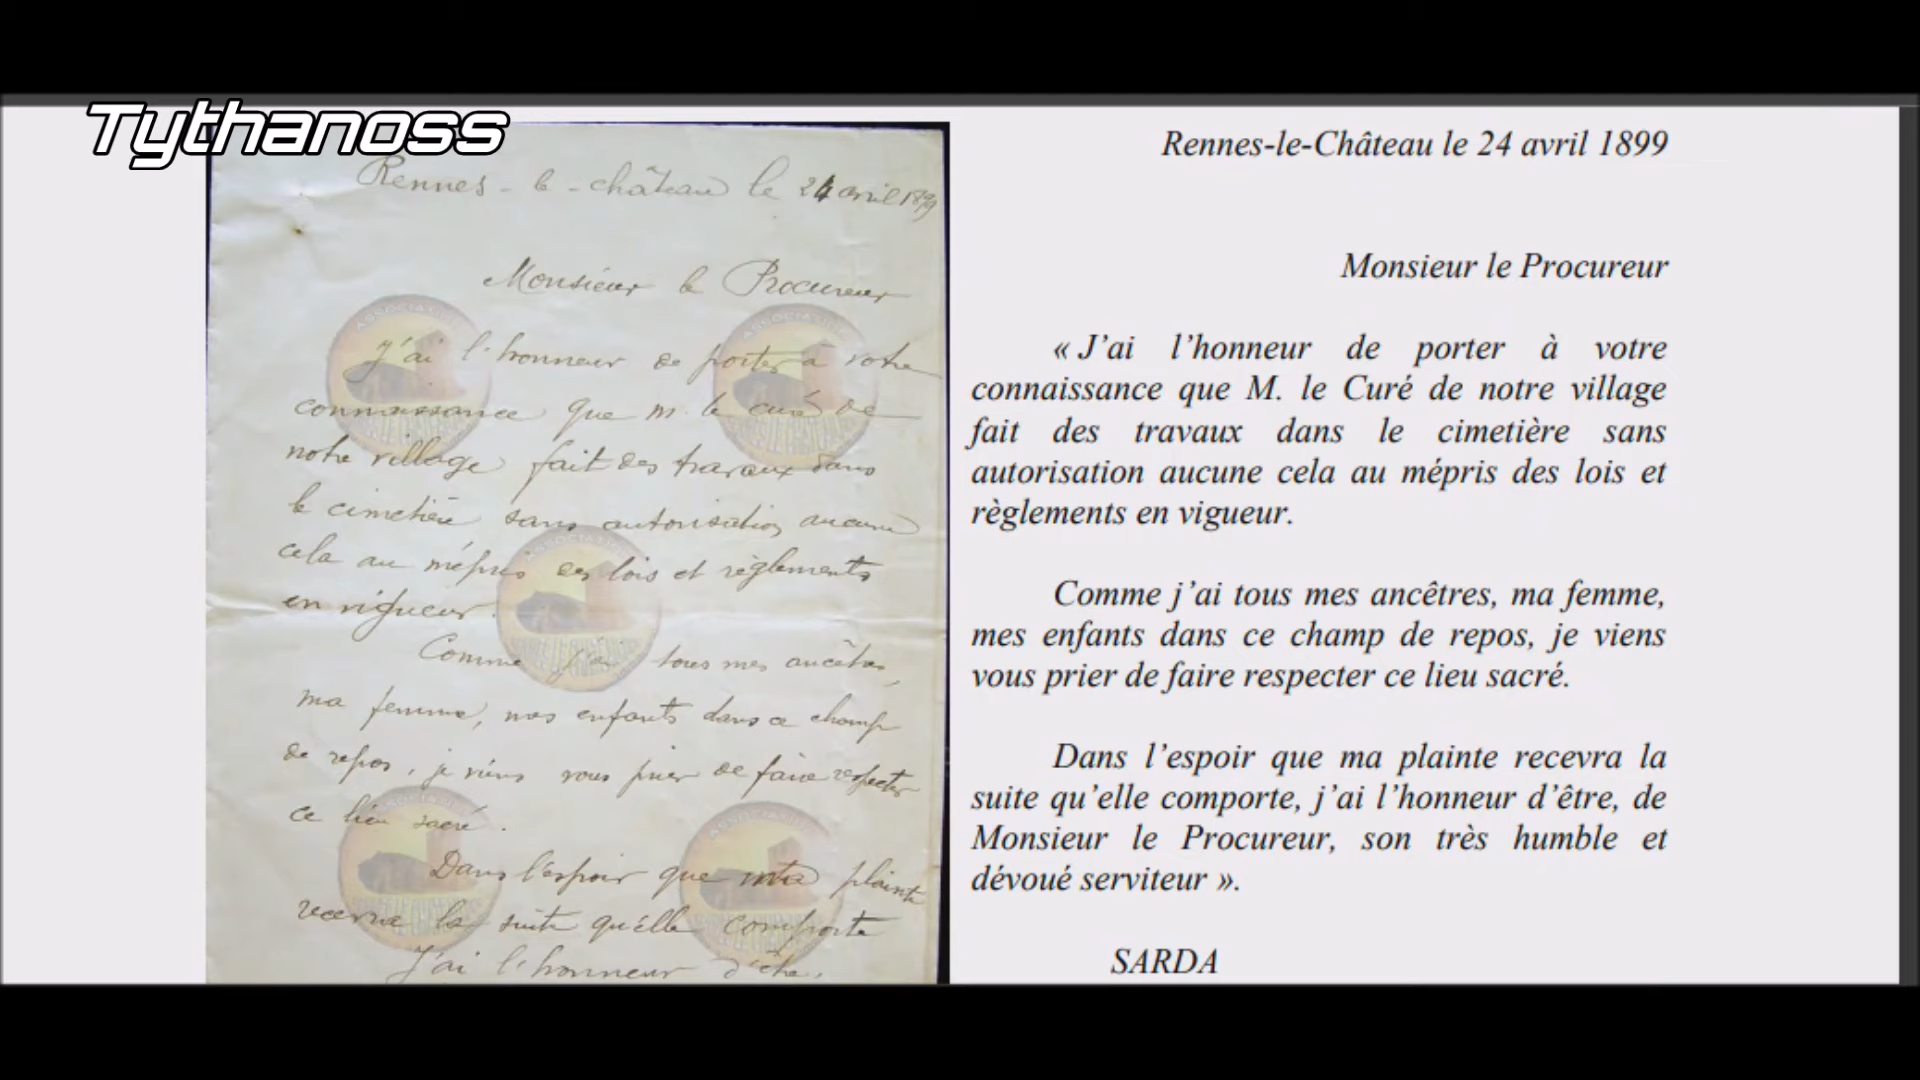 Tythanoss
Rennes-le-château le 24 avril 1899
Monsieur le Procureur
J'ai l'honneur de porter à votre
connaissance que m. le curé de
notre village fait des travaux dans
le cimetière sans autorisation aucune
cela au mépris des lois et règlements
en vigueur.
Comme j'ai tous mes ancêtres,
ma femme, mes enfants dans ce champ
de repos, je viens vous prier de faire respecter
ce lieu sacré.
Dans l'espoir que ma plainte
recevra la suite qu'elle comporte
J'ai l'honneur d'être,
ASSOCIATION
ASSOCIATION
ASSOCIATION
ASSOCIATION
ASSOCIATION
Rennes-le-Château le 24 avril 1899
Monsieur le Procureur
« J'ai l'honneur de porter à votre
connaissance que M. le Curé de notre village
fait des travaux dans le cimetière sans
autorisation aucune cela au mépris des lois et
règlements en vigueur.
Comme j'ai tous mes ancêtres, ma femme,
mes enfants dans ce champ de repos, je viens
vous prier de faire respecter ce lieu sacré.
Dans l'espoir que ma plainte recevra la
suite qu'elle comporte, j'ai l'honneur d'être, de
Monsieur le Procureur, son très humble et
dévoué serviteur ».
SARDA